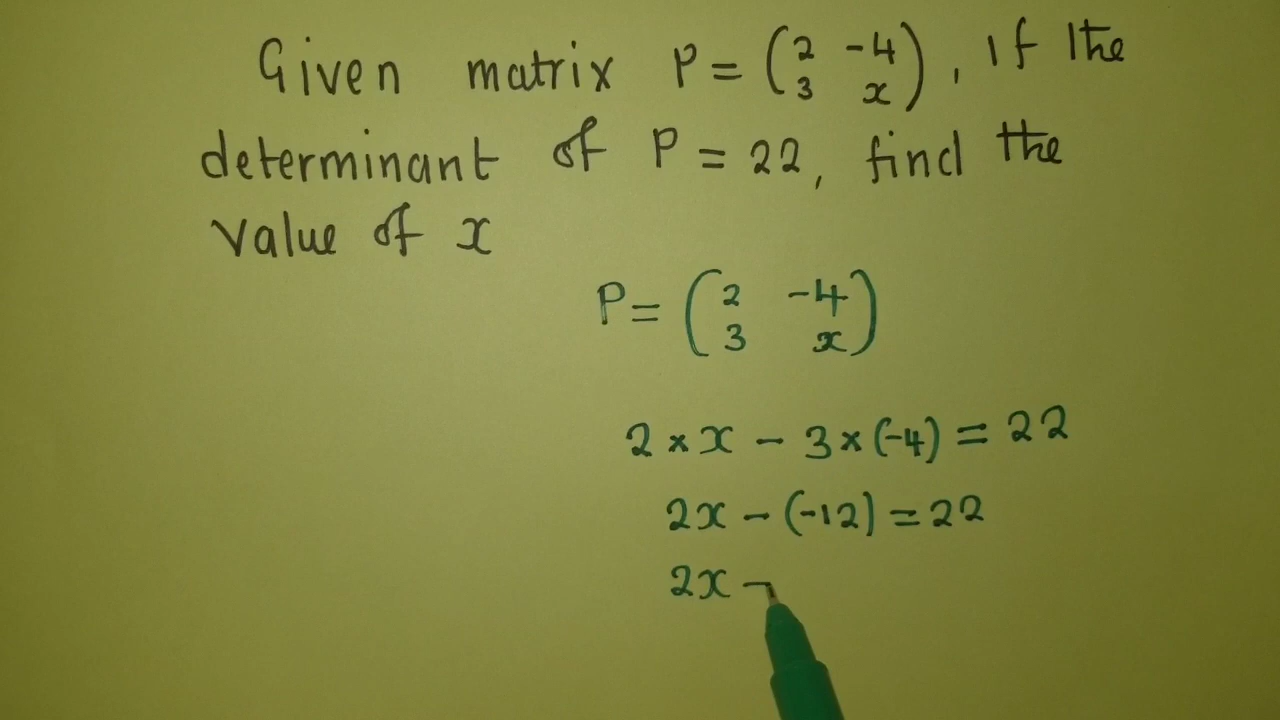 Given matrix P = (2 -4
3 x), If the
determinant of P = 22, find the
value of x
P = (2 -4
3 x)
2 × x - 3 × (-4) = 22
2x - (-12) = 22
2x -